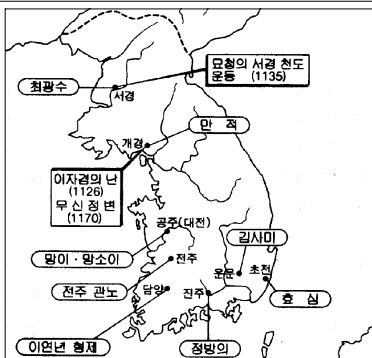 묘청의 서경 천도
운동 (1135)
최광수
서경
만 적
개경
이자겸의 난
(1126)
무 신 정 변
(1170)
공주(대전)
김사미
망이·망소이
전주
운문
초전
전주 관노
담양
진주
효 심
이연년 형제
정방의